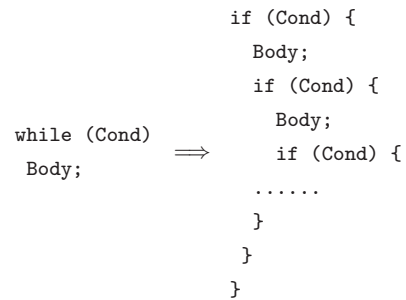 while (Cond)
Body;
⟹
if (Cond) {
Body;
if (Cond) {
Body;
if (Cond) {
......
}
}
}